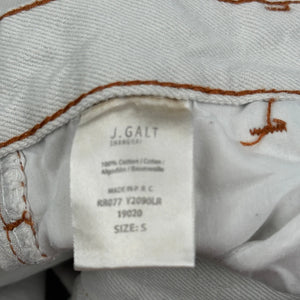 J. GALT
SHANGHAI
100% Cotton / Coton /
Algodón / Baumwolle
MADE IN P. R. C
RR077 Y2090LR
19020
SIZE: S